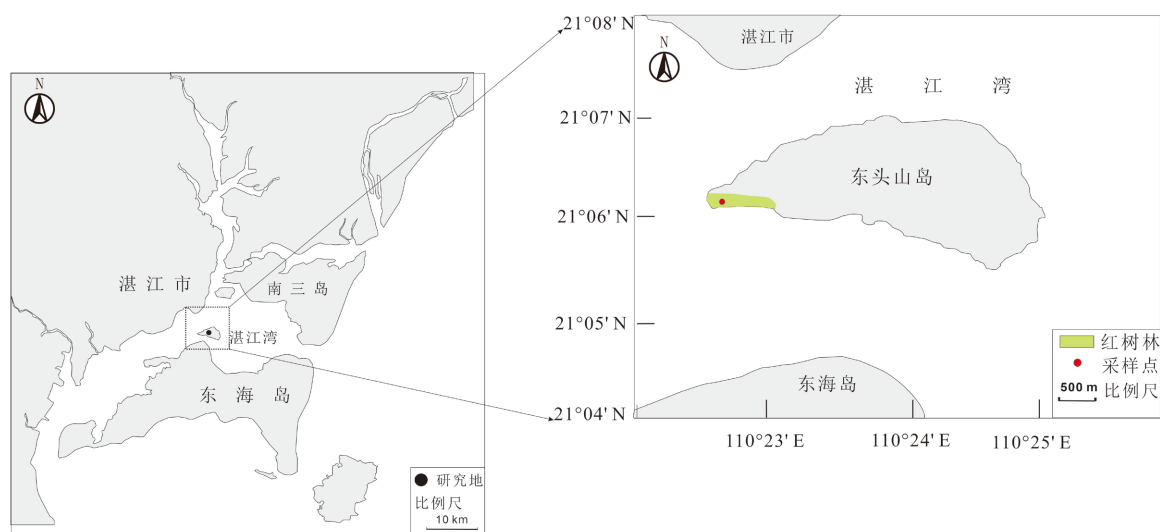 N
湛江市
南三岛
湛江湾
东海岛
研究地
比例尺
10 km
21°08' N
21°07' N
21°06' N
21°05' N
21°04' N
N
湛江市
湛江湾
东头山岛
东海岛
红树林
采样点
500 m 比例尺
110°23' E
110°24' E
110°25' E